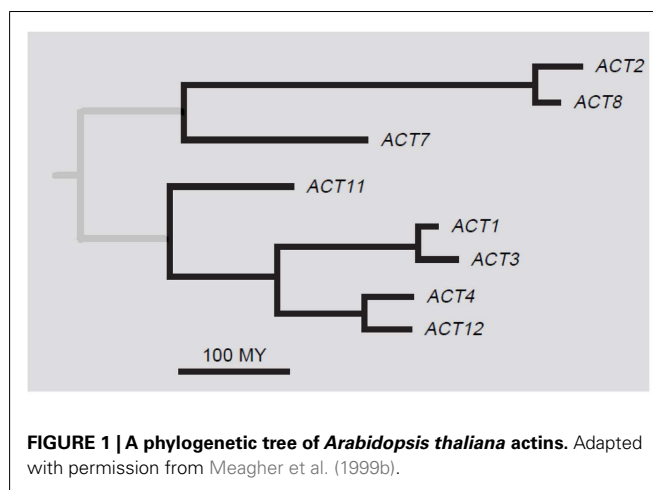 ACT2
ACT8
ACT7
ACT11
ACT1
ACT3
ACT4
ACT12
100 MY
FIGURE 1 | A phylogenetic tree of Arabidopsis thaliana actins. Adapted
with permission from Meagher et al. (1999b).